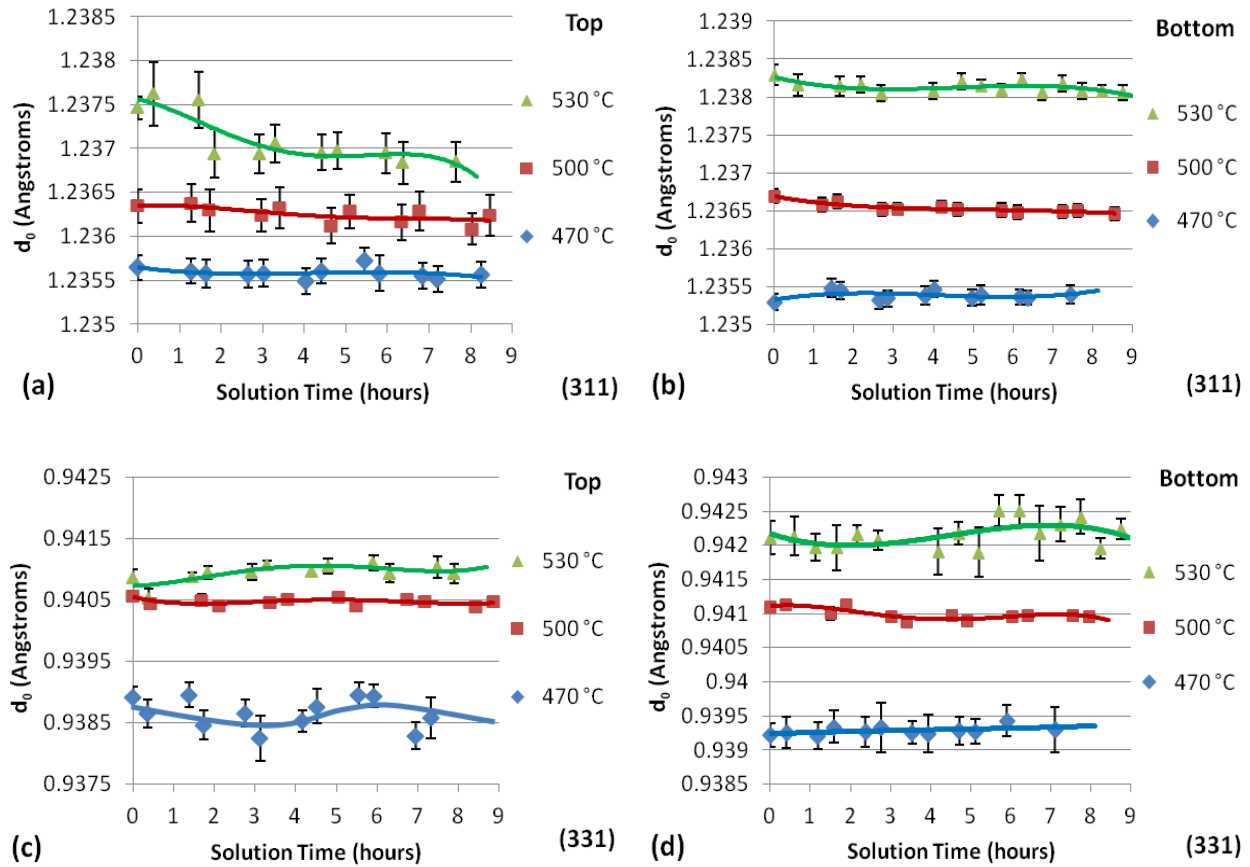 Top
1.2385
1.238
1.2375
1.237
1.2365
1.236
1.2355
1.235
d₀ (Angstroms)
530 °C
500 °C
470 °C
0 1 2 3 4 5 6 7 8 9
Solution Time (hours)
(a)
(311)
Bottom
1.239
1.2385
1.238
1.2375
1.237
1.2365
1.236
1.2355
1.235
d₀ (Angstroms)
530 °C
500 °C
470 °C
0 1 2 3 4 5 6 7 8 9
Solution Time (hours)
(b)
(311)
Top
0.9425
0.9415
0.9405
0.9395
0.9385
0.9375
d₀ (Angstroms)
530 °C
500 °C
470 °C
0 1 2 3 4 5 6 7 8 9
Solution Time (hours)
(c)
(331)
Bottom
0.943
0.9425
0.942
0.9415
0.941
0.9405
0.94
0.9395
0.939
0.9385
d₀ (Angstroms)
530 °C
500 °C
470 °C
0 1 2 3 4 5 6 7 8 9
Solution Time (hours)
(d)
(331)